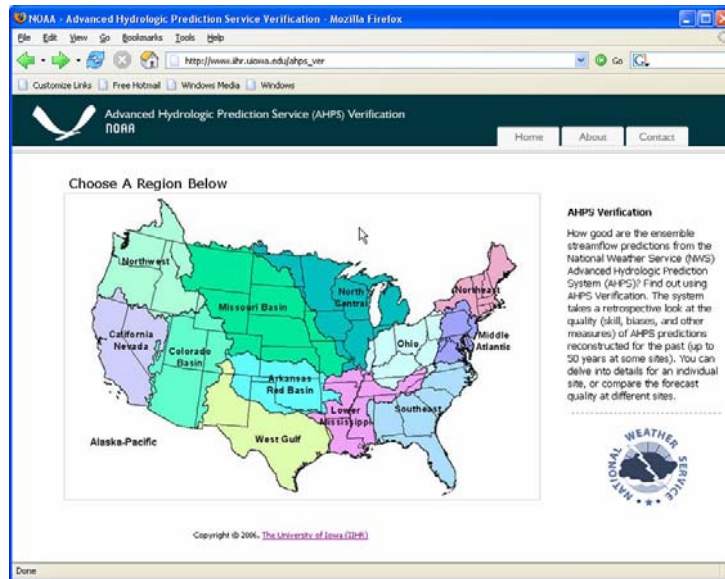 NOAA - Advanced Hydrologic Prediction Service Verification - Mozilla Firefox
File Edit View Go Bookmarks Tools Help
http://www.iihr.uiowa.edu/ahps_ver
Go
G
Customize Links Free Hotmail Windows Media Windows
Advanced Hydrologic Prediction Service (AHPS) Verification
NOAA
Home About Contact
Choose A Region Below
Northwest
Missouri Basin
North
Central
Northeast
California
Nevada
Colorado
Basin
Ohio
Middle
Atlantic
Arkansas
Red Basin
Lower
Mississippi
Southeast
West Gulf
Alaska-Pacific
AHPS Verification
How good are the ensemble
streamflow predictions from the
National Weather Service (NWS)
Advanced Hydrologic Prediction
System (AHPS)? Find out using
AHPS Verification. The system
takes a retrospective look at the
quality (skill, biases, and other
measures) of AHPS predictions
reconstructed for the past (up to
50 years at some sites). You can
delve into details for an individual
site, or compare the forecast
quality at different sites.
NATIONAL WEATHER SERVICE
Copyright © 2006, The University of Iowa (IIHR)
Done